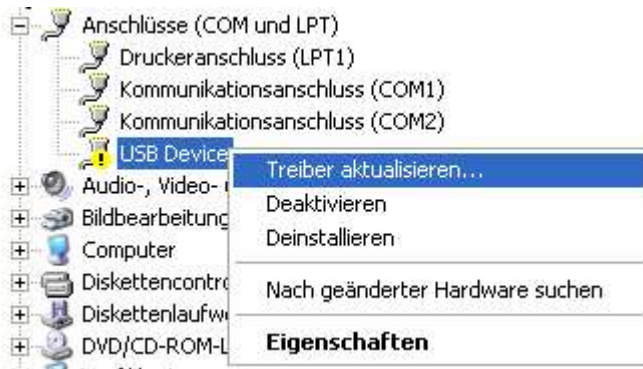 Anschlüsse (COM und LPT)
Druckeranschluss (LPT1)
Kommunikationsanschluss (COM1)
Kommunikationsanschluss (COM2)
USB Device
Audio-, Video-
Bildbearbeitung
Computer
Diskettencontro
Diskettenlaufw
DVD/CD-ROM-L
Treiber aktualisieren...
Deaktivieren
Deinstallieren
Nach geänderter Hardware suchen
Eigenschaften